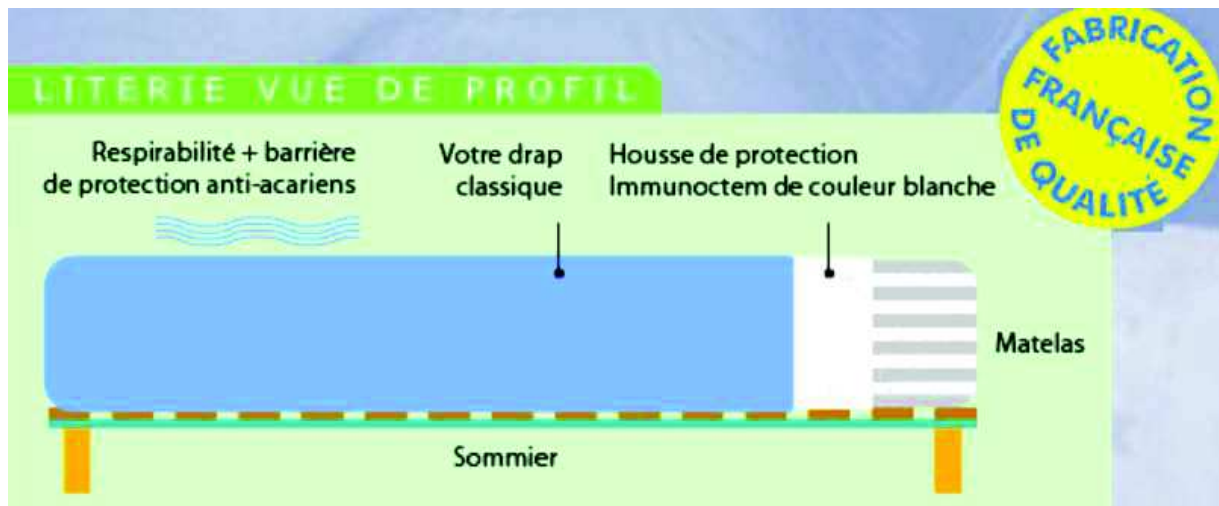 LITERIE VUE DE PROFIL
FABRICATION
FRANÇAISE
DE QUALITÉ
Respirabilité + barrière
de protection anti-acariens
Votre drap
classique
Housse de protection
Immunoctem de couleur blanche
Matelas
Sommier